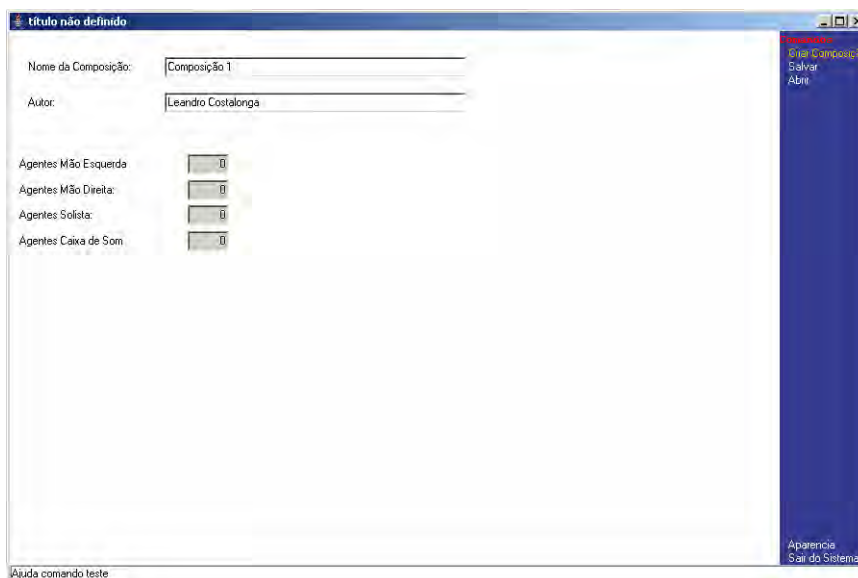 título não definido
Nome da Composição: Composição 1
Autor: Leandro Costalonga
Agentes Mão Esquerda 0
Agentes Mão Direita: 0
Agentes Solista: 0
Agentes Caixa de Som 0
Criar Composiçã
Salvar
Abrir
Aparencia
Sair do Sistema
Ajuda comando teste